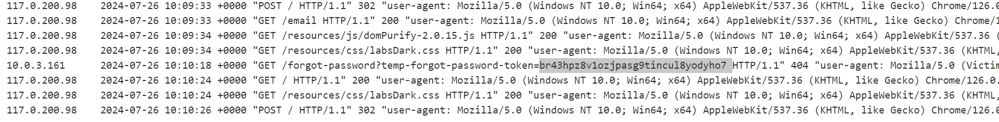 117.0.200.98 2024-07-26 10:09:33 +0000 "POST / HTTP/1.1" 302 "user-agent: Mozilla/5.0 (Windows NT 10.0; Win64; x64) AppleWebKit/537.36 (KHTML, like Gecko) Chrome/126.0
117.0.200.98 2024-07-26 10:09:33 +0000 "GET /email HTTP/1.1" 200 "user-agent: Mozilla/5.0 (Windows NT 10.0; Win64; x64) AppleWebKit/537.36 (KHTML, like Gecko) Chrome/1
117.0.200.98 2024-07-26 10:09:34 +0000 "GET /resources/js/domPurify-2.0.15.js HTTP/1.1" 200 "user-agent: Mozilla/5.0 (Windows NT 10.0; Win64; x64) AppleWebKit/537.36 (
117.0.200.98 2024-07-26 10:09:34 +0000 "GET /resources/css/labsDark.css HTTP/1.1" 200 "user-agent: Mozilla/5.0 (Windows NT 10.0; Win64; x64) AppleWebKit/537.36 (KHTML,
10.0.3.161 2024-07-26 10:10:18 +0000 "GET /forgot-password?temp-forgot-password-token=br43hpz8v1ozjpasg9tincul8yodyho7 HTTP/1.1" 404 "user-agent: Mozilla/5.0 (Victim
117.0.200.98 2024-07-26 10:10:24 +0000 "GET / HTTP/1.1" 200 "user-agent: Mozilla/5.0 (Windows NT 10.0; Win64; x64) AppleWebKit/537.36 (KHTML, like Gecko) Chrome/126.0.
117.0.200.98 2024-07-26 10:10:24 +0000 "GET /resources/css/labsDark.css HTTP/1.1" 200 "user-agent: Mozilla/5.0 (Windows NT 10.0; Win64; x64) AppleWebKit/537.36 (KHTML,
117.0.200.98 2024-07-26 10:10:26 +0000 "POST / HTTP/1.1" 302 "user-agent: Mozilla/5.0 (Windows NT 10.0; Win64; x64) AppleWebKit/537.36 (KHTML, like Gecko) Chrome/126.0